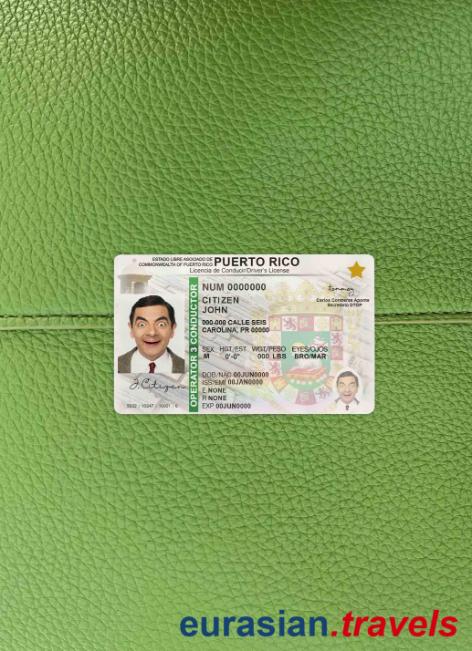 ESTADO LIBRE ASOCIADO DE
COMMONWEALTH OF PUERTO RICO
PUERTO RICO
Licencia de Conducir/Driver's License
NUM 0000000
CITIZEN
JOHN
000-000 CALLE SEIS
CAROLINA, PR 00000
Carlos Contreras Aponte
Secretario DTOP
OPERATOR 3 CONDUCTOR
SEX HGT/EST WGT/PESO EYES/OJOS
M 0'-0" 000 LBS BRO/MAR
DOB/NAC 00JUN0000
ISS/EMI 00JAN0000
E NONE
R NONE
EXP 00JUN0000
J.Citizen
eurasian.travels